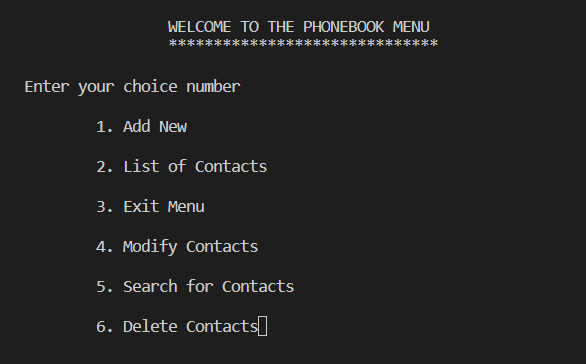 WELCOME TO THE PHONEBOOK MENU
******************************
Enter your choice number
1. Add New
2. List of Contacts
3. Exit Menu
4. Modify Contacts
5. Search for Contacts
6. Delete Contacts